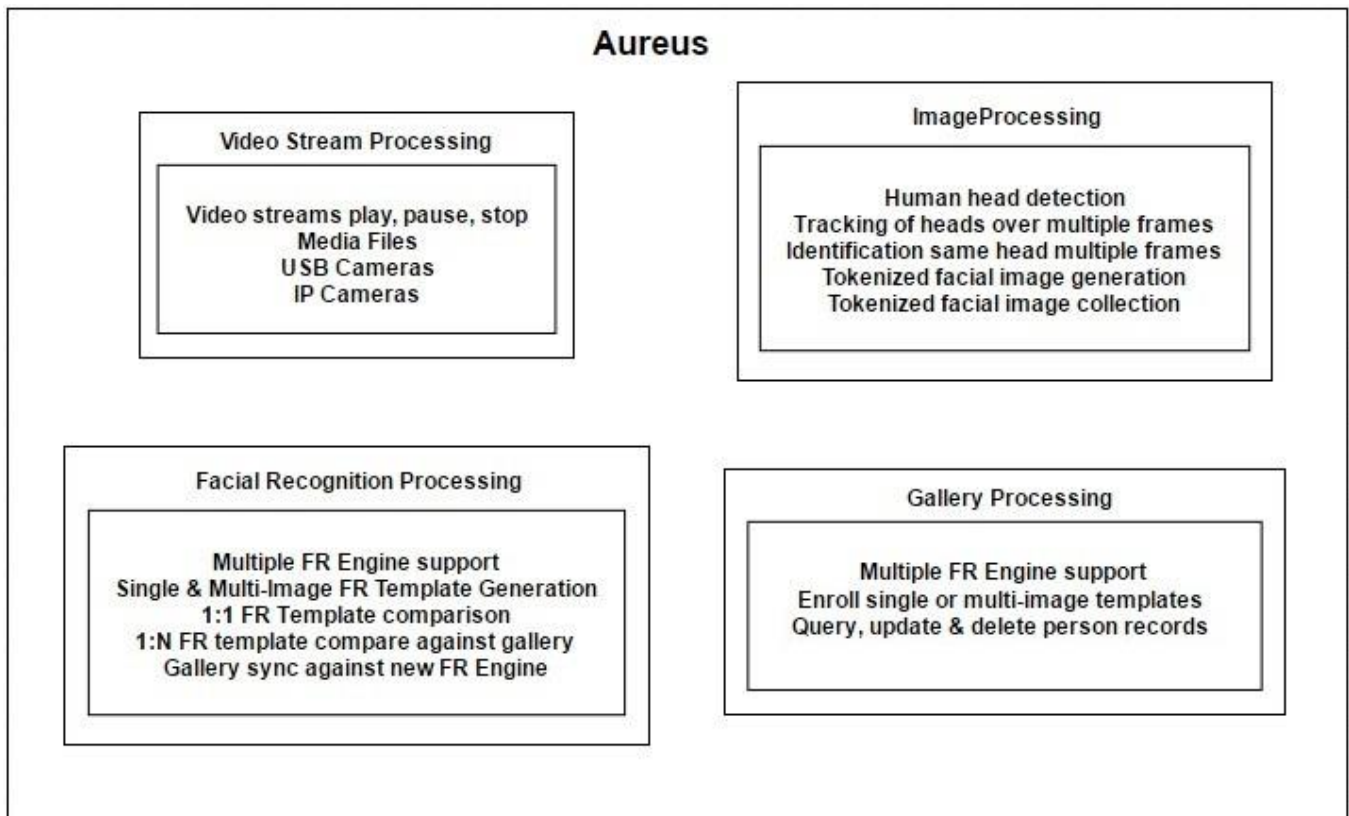 Aureus
Video Stream Processing
Video streams play, pause, stop
Media Files
USB Cameras
IP Cameras
ImageProcessing
Human head detection
Tracking of heads over multiple frames
Identification same head multiple frames
Tokenized facial image generation
Tokenized facial image collection
Facial Recognition Processing
Multiple FR Engine support
Single & Multi-Image FR Template Generation
1:1 FR Template comparison
1:N FR template compare against gallery
Gallery sync against new FR Engine
Gallery Processing
Multiple FR Engine support
Enroll single or multi-image templates
Query, update & delete person records